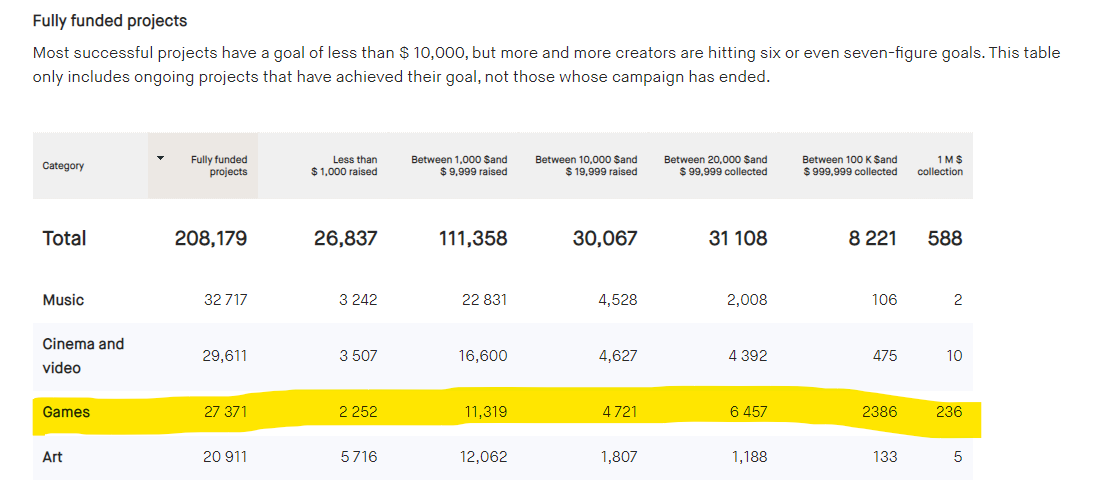 Fully funded projects
Most successful projects have a goal of less than $ 10,000, but more and more creators are hitting six or even seven-figure goals. This table
only includes ongoing projects that have achieved their goal, not those whose campaign has ended.
Category Fully funded projects Less than $ 1,000 raised Between 1,000 $and $ 9,999 raised Between 10,000 $and $ 19,999 raised Between 20,000 $and $ 99,999 collected Between 100 K $and $ 999,999 collected 1 M $ collection
Total 208,179 26,837 111,358 30,067 31 108 8 221 588
Music 32 717 3 242 22 831 4,528 2,008 106 2
Cinema and video 29,611 3 507 16,600 4,627 4 392 475 10
Games 27 371 2 252 11,319 4 721 6 457 2386 236
Art 20 911 5 716 12,062 1,807 1,188 133 5